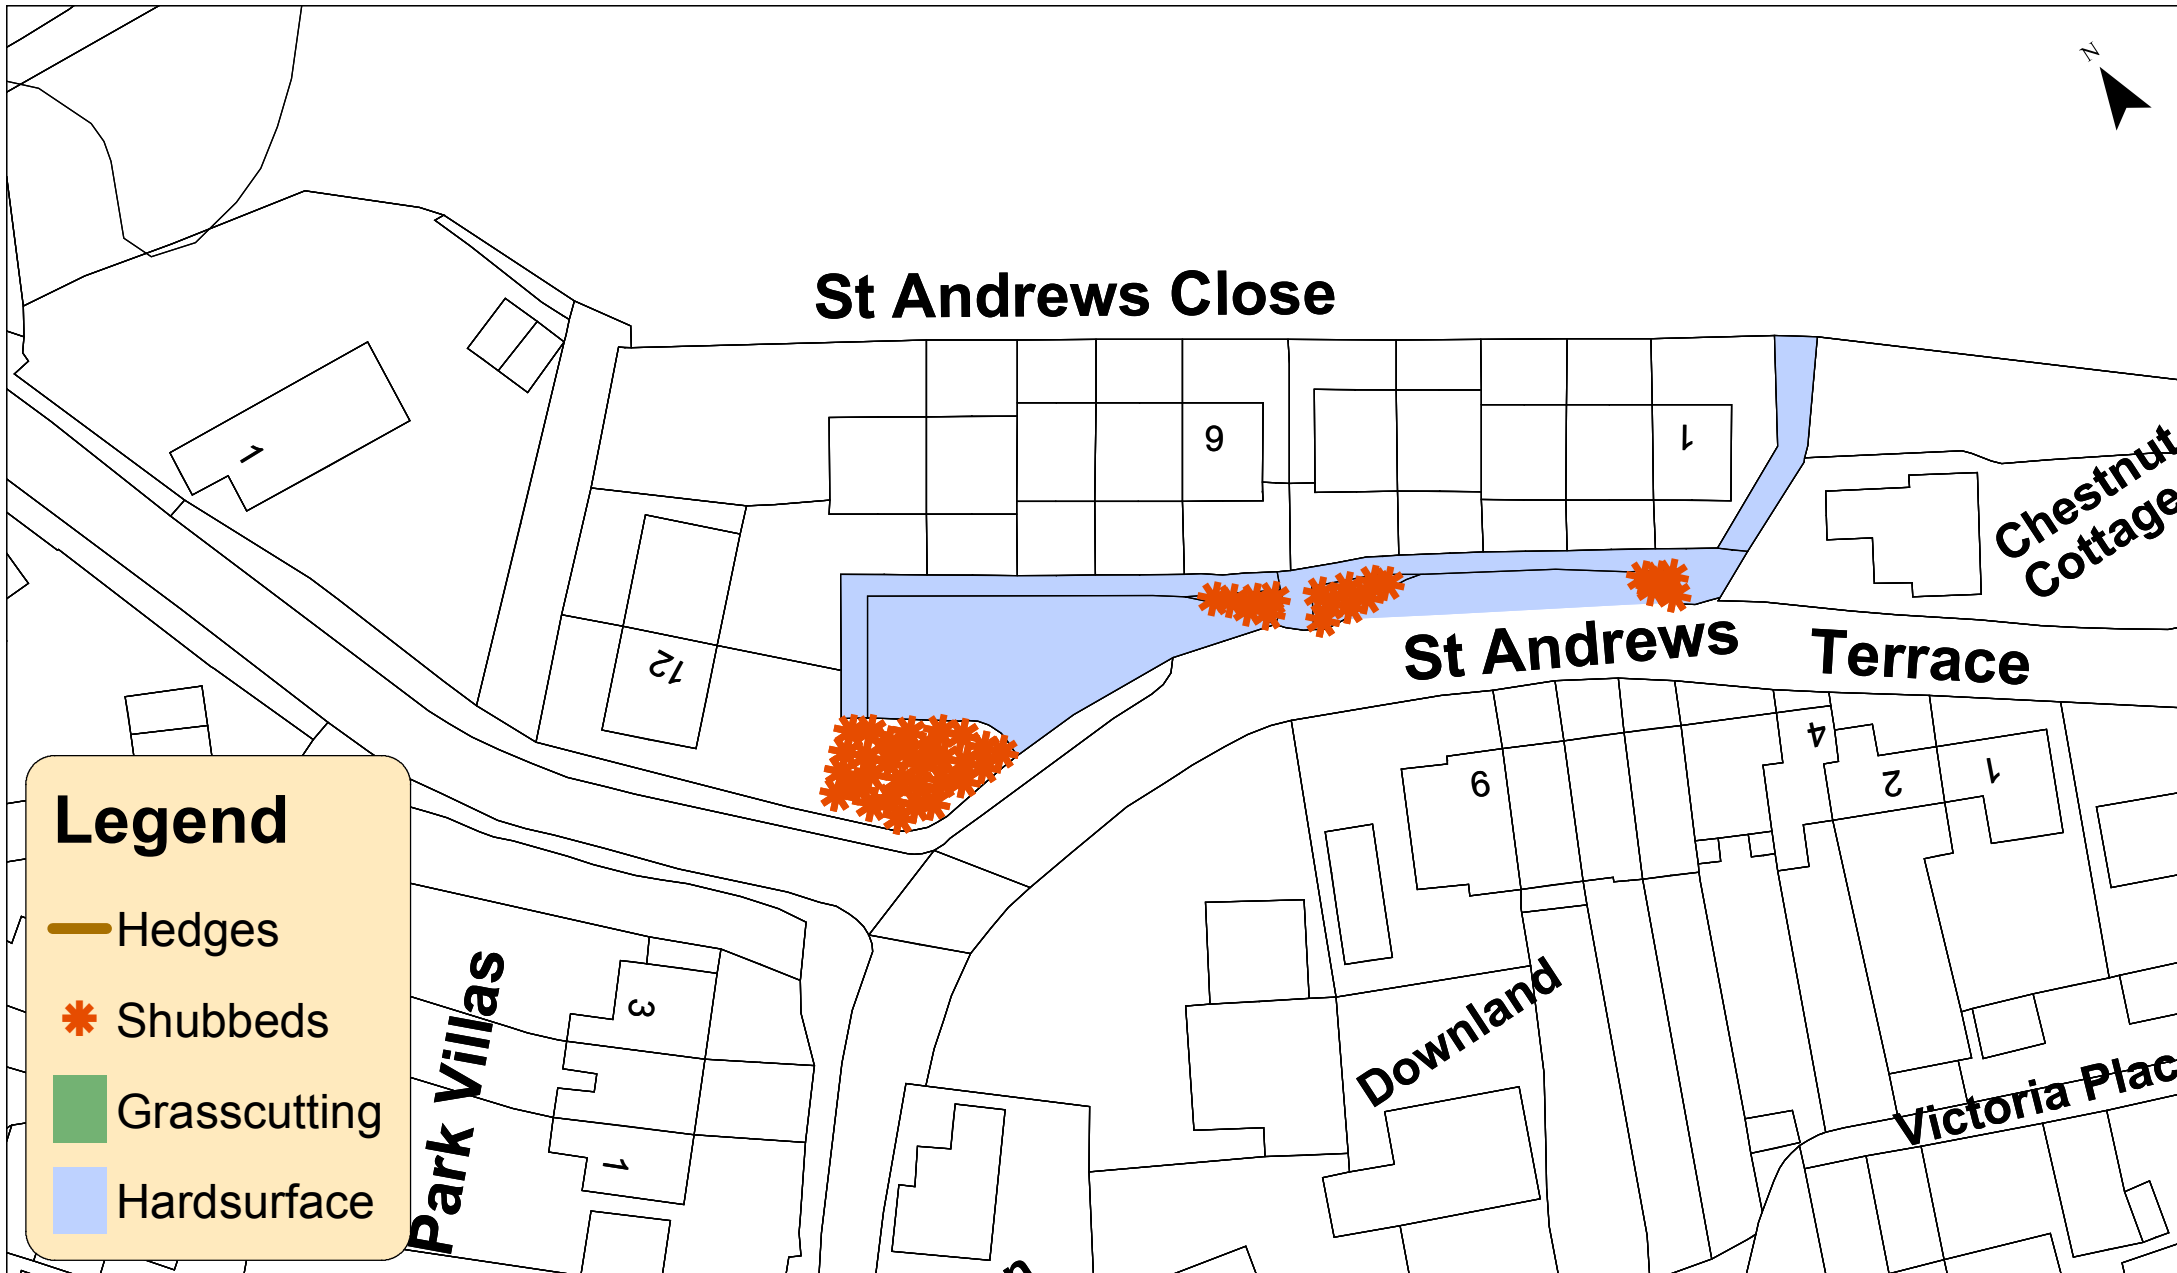 N
St Andrews Close
6
1
1
Chestnut
Cottage
12
St Andrews Terrace
4
9
2
1
Legend
Hedges
Shubbeds
Grasscutting
Hardsurface
Park Villas
3
1
Downland
Victoria Plac